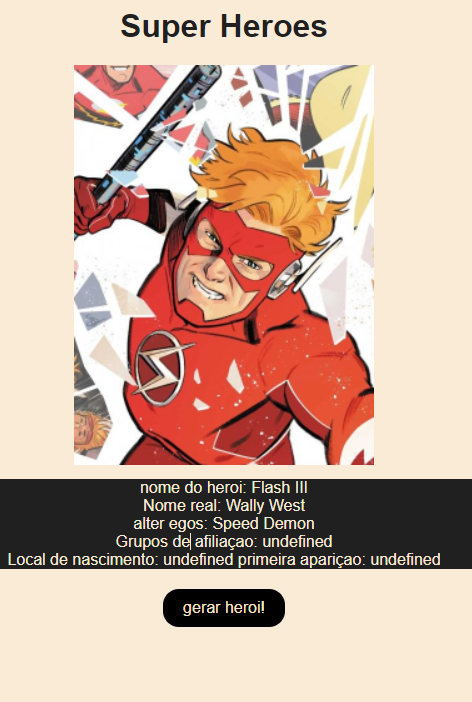 Super Heroes
nome do heroi: Flash III
Nome real: Wally West
alter egos: Speed Demon
Grupos de afiliaçao: undefined
Local de nascimento: undefined primeira apariçao: undefined
gerar heroi!